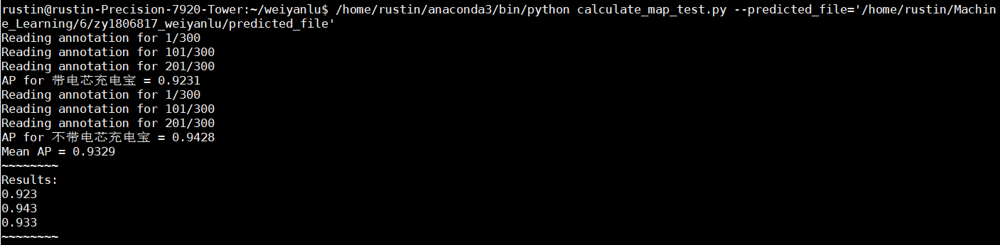 rustin@rustin-Precision-7920-Tower:~/weiyanlu$ /home/rustin/anaconda3/bin/python calculate_map_test.py --predicted_file='/home/rustin/Machin
e_Learning/6/zy1806817_weiyanlu/predicted_file'
Reading annotation for 1/300
Reading annotation for 101/300
Reading annotation for 201/300
AP for 带电芯充电宝 = 0.9231
Reading annotation for 1/300
Reading annotation for 101/300
Reading annotation for 201/300
AP for 不带电芯充电宝 = 0.9428
Mean AP = 0.9329
~~~~~~~~
Results:
0.923
0.943
0.933
~~~~~~~~